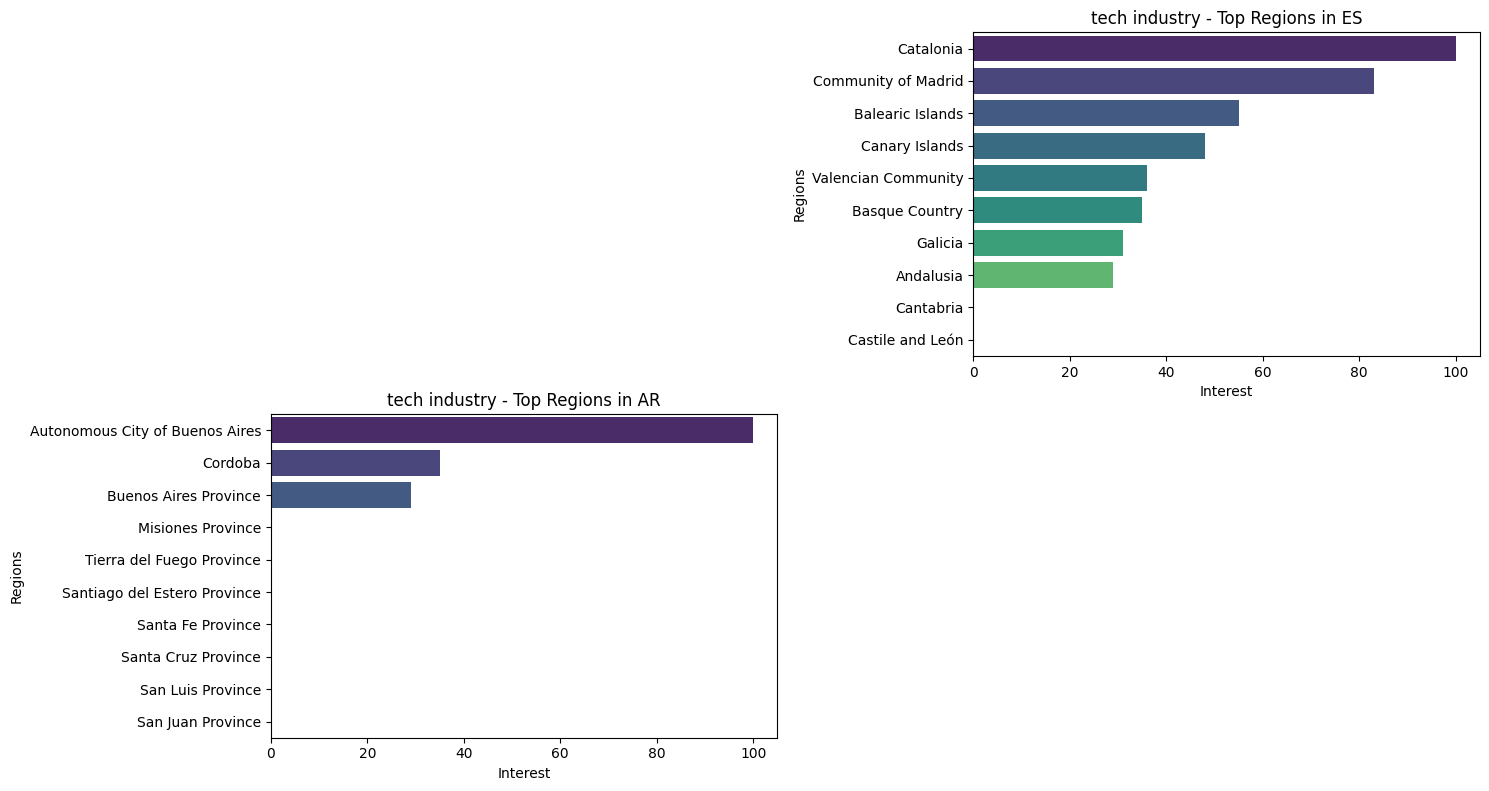 tech industry - Top Regions in ES
Regions
Catalonia
Community of Madrid
Balearic Islands
Canary Islands
Valencian Community
Basque Country
Galicia
Andalusia
Cantabria
Castile and León
0 20 40 60 80 100
Interest
tech industry - Top Regions in AR
Regions
Autonomous City of Buenos Aires
Cordoba
Buenos Aires Province
Misiones Province
Tierra del Fuego Province
Santiago del Estero Province
Santa Fe Province
Santa Cruz Province
San Luis Province
San Juan Province
0 20 40 60 80 100
Interest